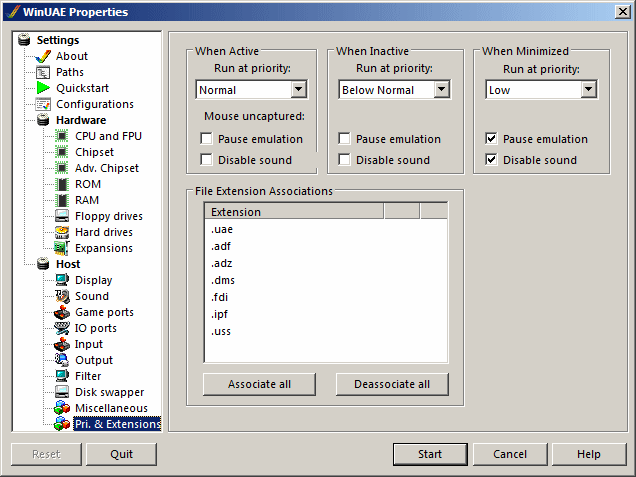 WinUAE Properties
Settings
About
Paths
Quickstart
Configurations
Hardware
CPU and FPU
Chipset
Adv. Chipset
ROM
RAM
Floppy drives
Hard drives
Expansions
Host
Display
Sound
Game ports
IO ports
Input
Output
Filter
Disk swapper
Miscellaneous
Pri. & Extensions
When Active
Run at priority:
Normal
Mouse uncaptured:
Pause emulation
Disable sound
When Inactive
Run at priority:
Below Normal
Pause emulation
Disable sound
When Minimized
Run at priority:
Low
Pause emulation
Disable sound
File Extension Associations
Extension
.uae
.adf
.adz
.dms
.fdi
.ipf
.uss
Associate all
Deassociate all
Reset
Quit
Start
Cancel
Help